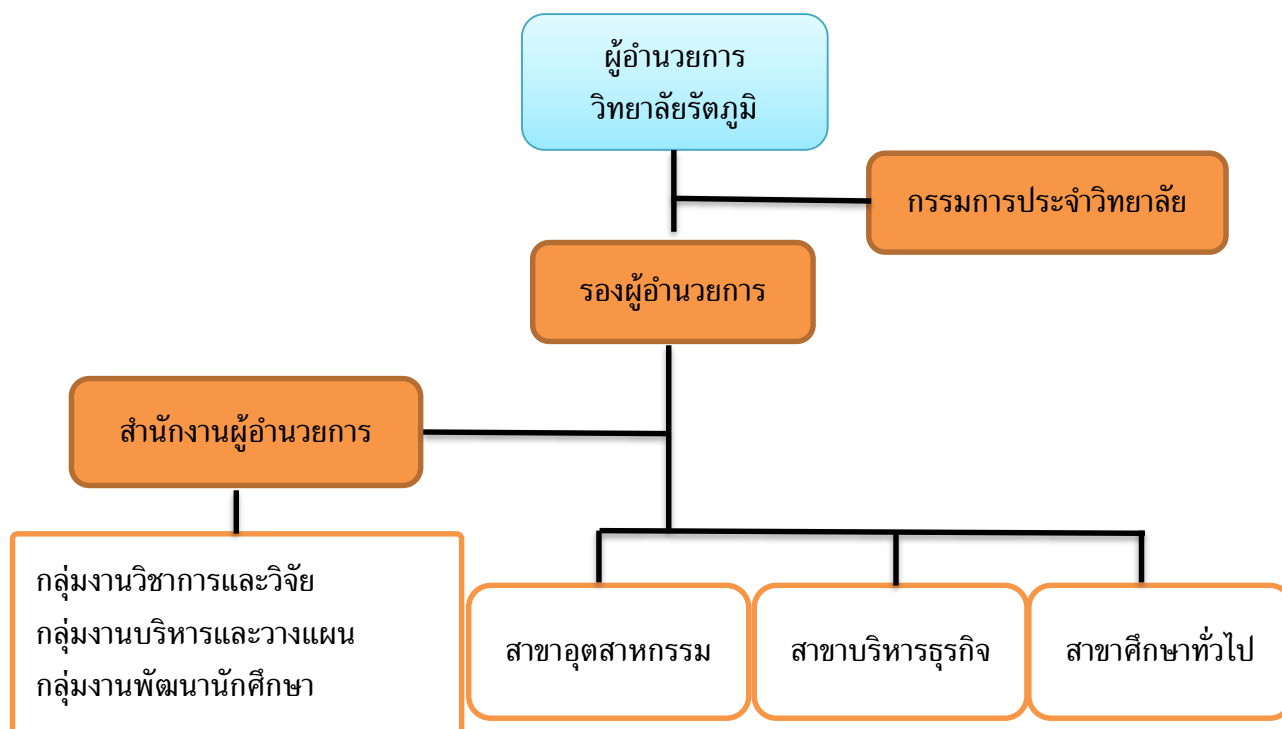 ผู้อำนวยการ
วิทยาลัยรัตภูมิ
กรรมการประจำวิทยาลัย
รองผู้อำนวยการ
สำนักงานผู้อำนวยการ
กลุ่มงานวิชาการและวิจัย
กลุ่มงานบริหารและวางแผน
กลุ่มงานพัฒนานักศึกษา
สาขาอุตสาหกรรม
สาขาบริหารธุรกิจ
สาขาศึกษาทั่วไป